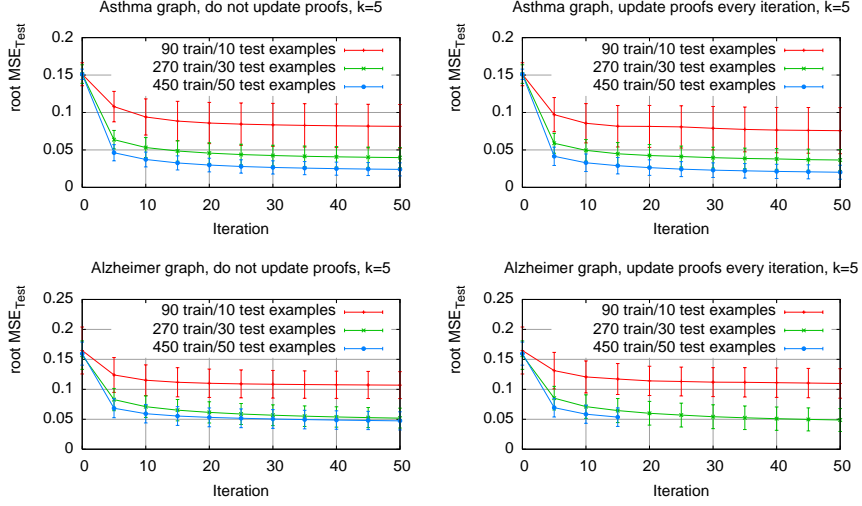 Asthma graph, do not update proofs, k=5
0.2
0.15
0.1
0.05
0
root MSE_Test
90 train/10 test examples
270 train/30 test examples
450 train/50 test examples
0 10 20 30 40 50
Iteration
Asthma graph, update proofs every iteration, k=5
0.2
0.15
0.1
0.05
0
root MSE_Test
90 train/10 test examples
270 train/30 test examples
450 train/50 test examples
0 10 20 30 40 50
Iteration
Alzheimer graph, do not update proofs, k=5
0.25
0.2
0.15
0.1
0.05
0
root MSE_Test
90 train/10 test examples
270 train/30 test examples
450 train/50 test examples
0 10 20 30 40 50
Iteration
Alzheimer graph, update proofs every iteration, k=5
0.25
0.2
0.15
0.1
0.05
0
root MSE_Test
90 train/10 test examples
270 train/30 test examples
450 train/50 test examples
0 10 20 30 40 50
Iteration